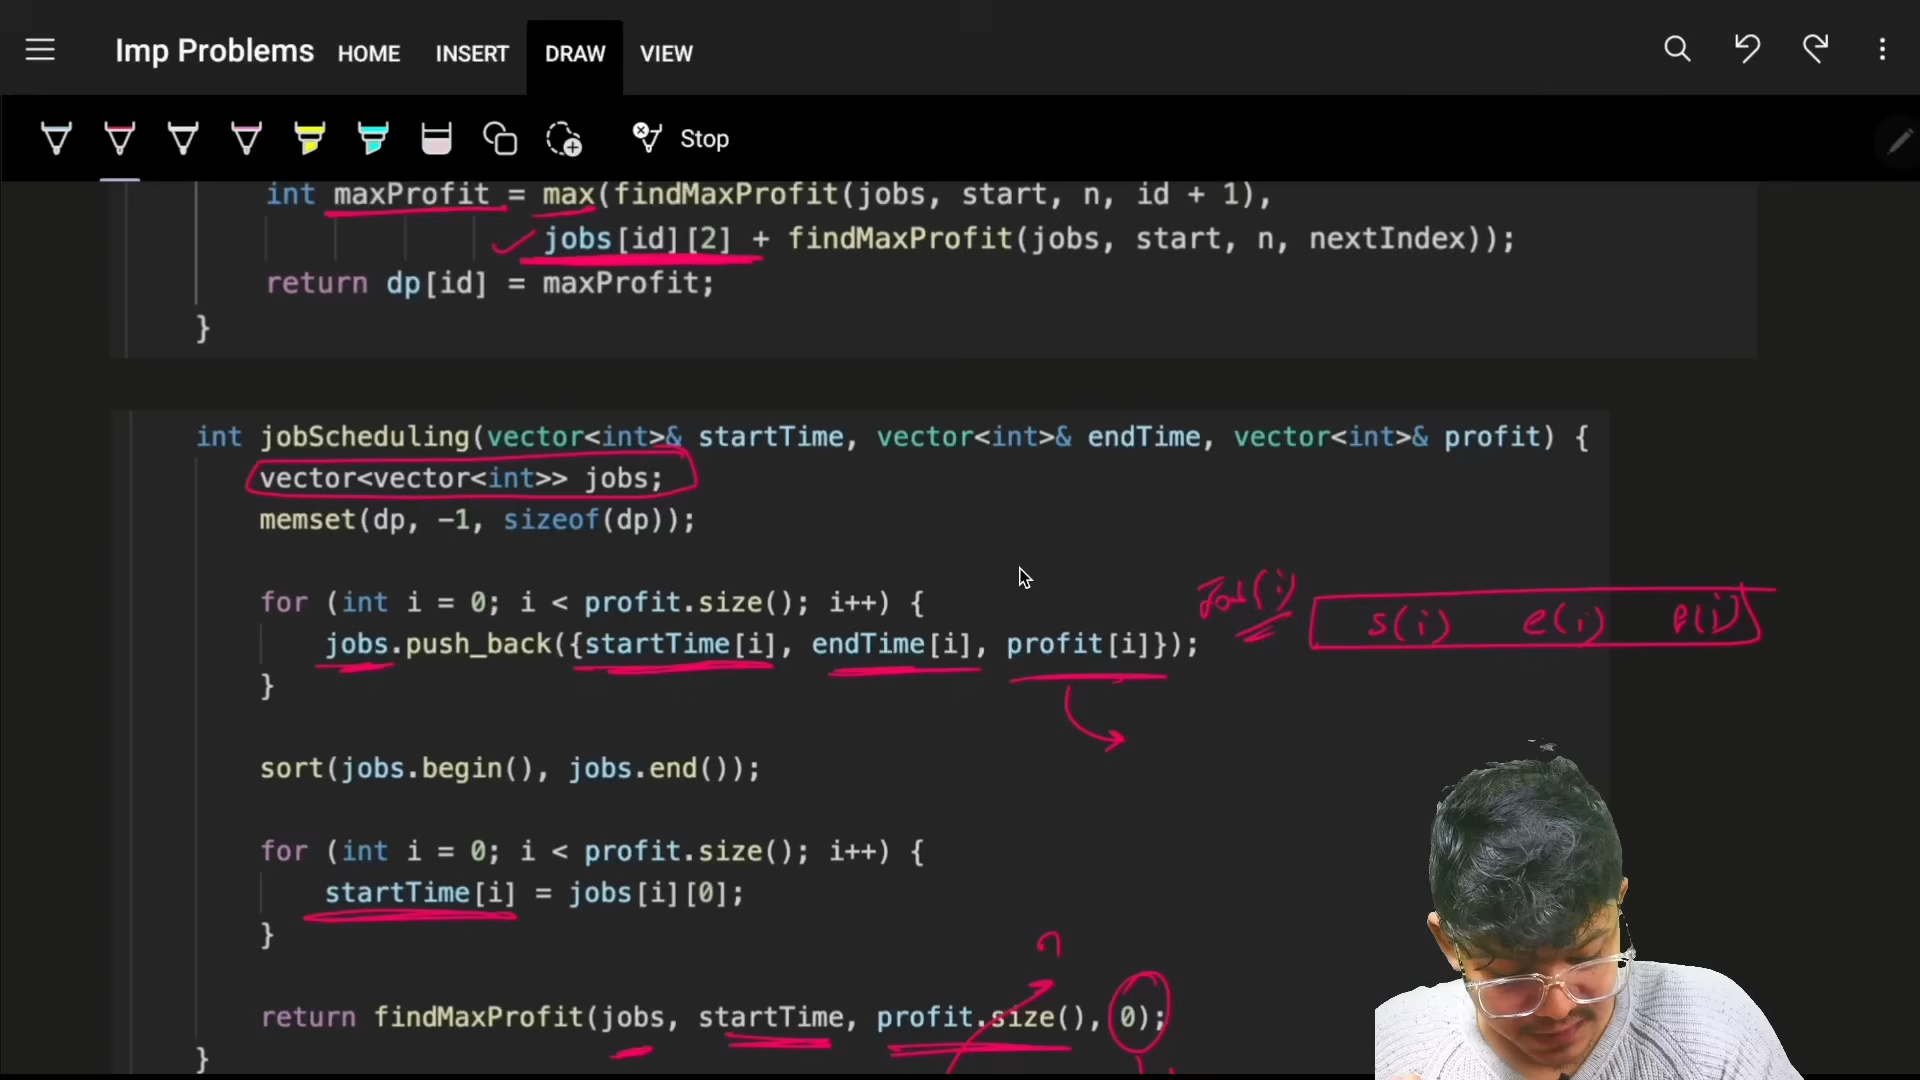 Imp Problems HOME INSERT DRAW VIEW
Stop
int maxProfit = max(findMaxProfit(jobs, start, n, id + 1),
jobs[id][2] + findMaxProfit(jobs, start, n, nextIndex));
return dp[id] = maxProfit;
}
int jobScheduling(vector<int>& startTime, vector<int>& endTime, vector<int>& profit) {
vector<vector<int>> jobs;
memset(dp, -1, sizeof(dp));
for (int i = 0; i < profit.size(); i++) {
jobs.push_back({startTime[i], endTime[i], profit[i]});
s(i) e(i) P(i)
}
sort(jobs.begin(), jobs.end());
for (int i = 0; i < profit.size(); i++) {
startTime[i] = jobs[i][0];
}
n
return findMaxProfit(jobs, startTime, profit.size(), 0);
}